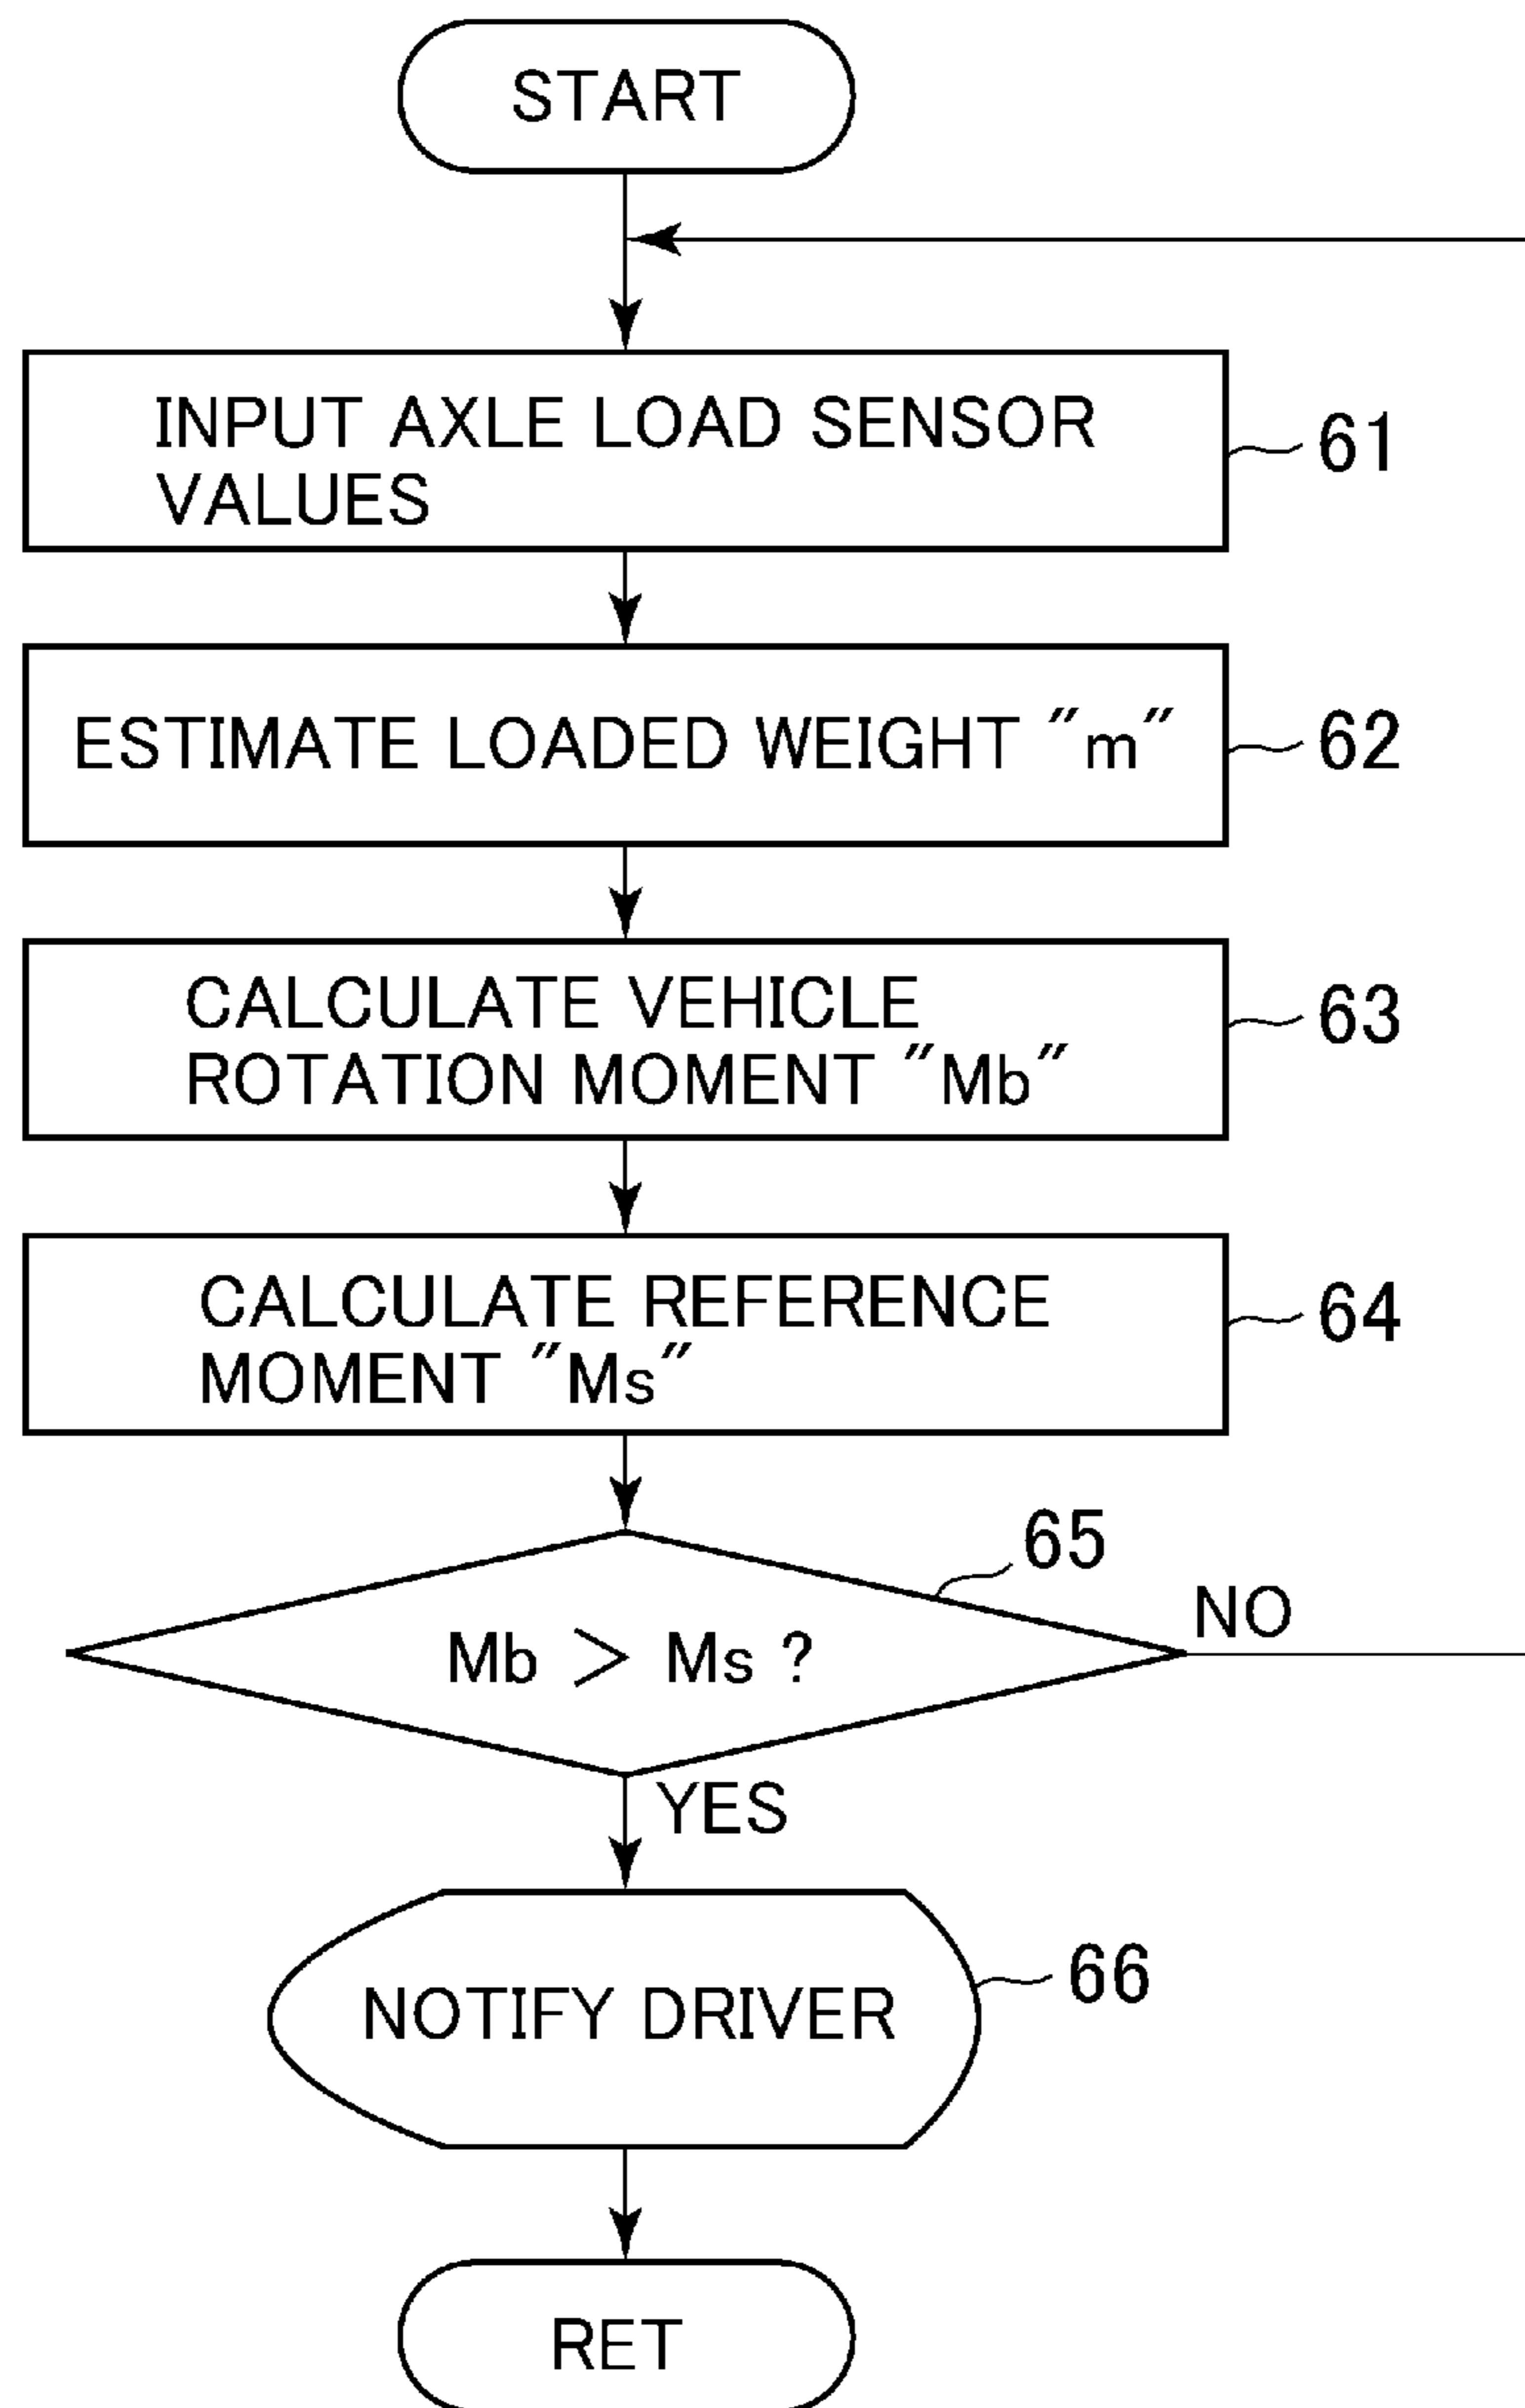 START
INPUT AXLE LOAD SENSOR
VALUES
61
ESTIMATE LOADED WEIGHT "m"
62
CALCULATE VEHICLE
ROTATION MOMENT "Mb"
63
CALCULATE REFERENCE
MOMENT "Ms"
64
65
Mb > Ms ?
NO
YES
NOTIFY DRIVER
66
RET